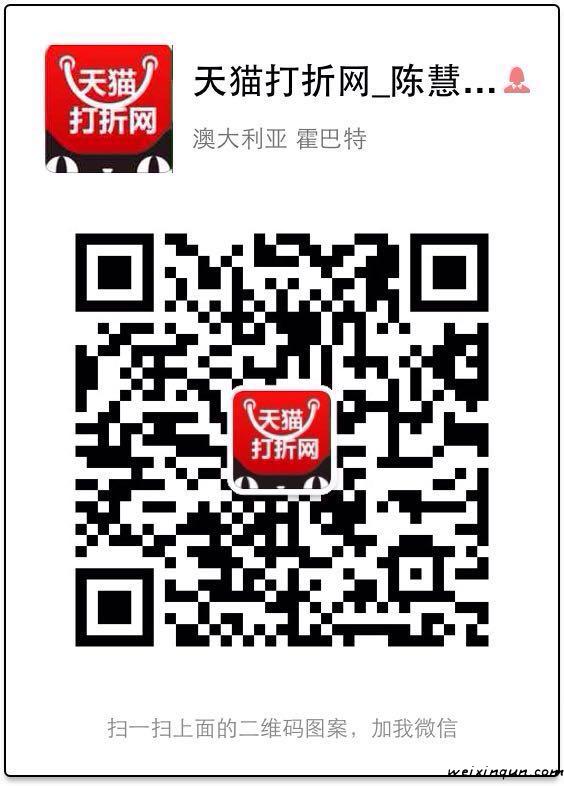 天猫
打折网
天猫打折网_陈慧...
澳大利亚 霍巴特
天猫
打折网
扫一扫上面的二维码图案，加我微信
weixinqun.com